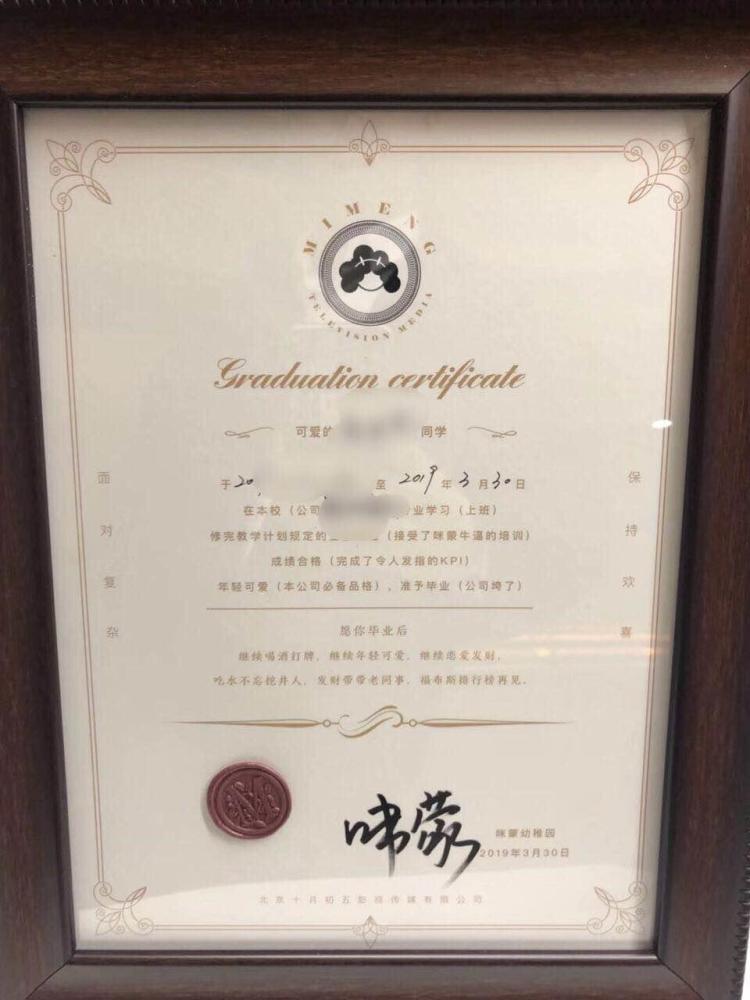 MIMENG
TELEVISION MEDIA
Graduation certificate
可爱的 同学
于20 至 2019 年 3 月 30 日
在本校（公司 业学习（上班）
修完教学计划规定的 （接受了咪蒙牛逼的培训）
成绩合格（完成了令人发指的KPI）
年轻可爱（本公司必备品格），准予毕业（公司垮了）
面对复杂
保持欢喜
愿你毕业后
继续喝酒打牌，继续年轻可爱，继续恋爱发财，
吃水不忘挖井人，发财带带老同事，福布斯排行榜再见。
咪蒙
咪蒙幼稚园
2019年3月30日
北京十月初五影视传媒有限公司